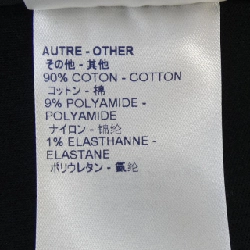 AUTRE - OTHER
その他 - 其他
90% COTON - COTTON
コットン - 棉
9% POLYAMIDE -
POLYAMIDE
ナイロン - 锦纶
1% ELASTHANNE -
ELASTANE
ポリウレタン - 氨纶